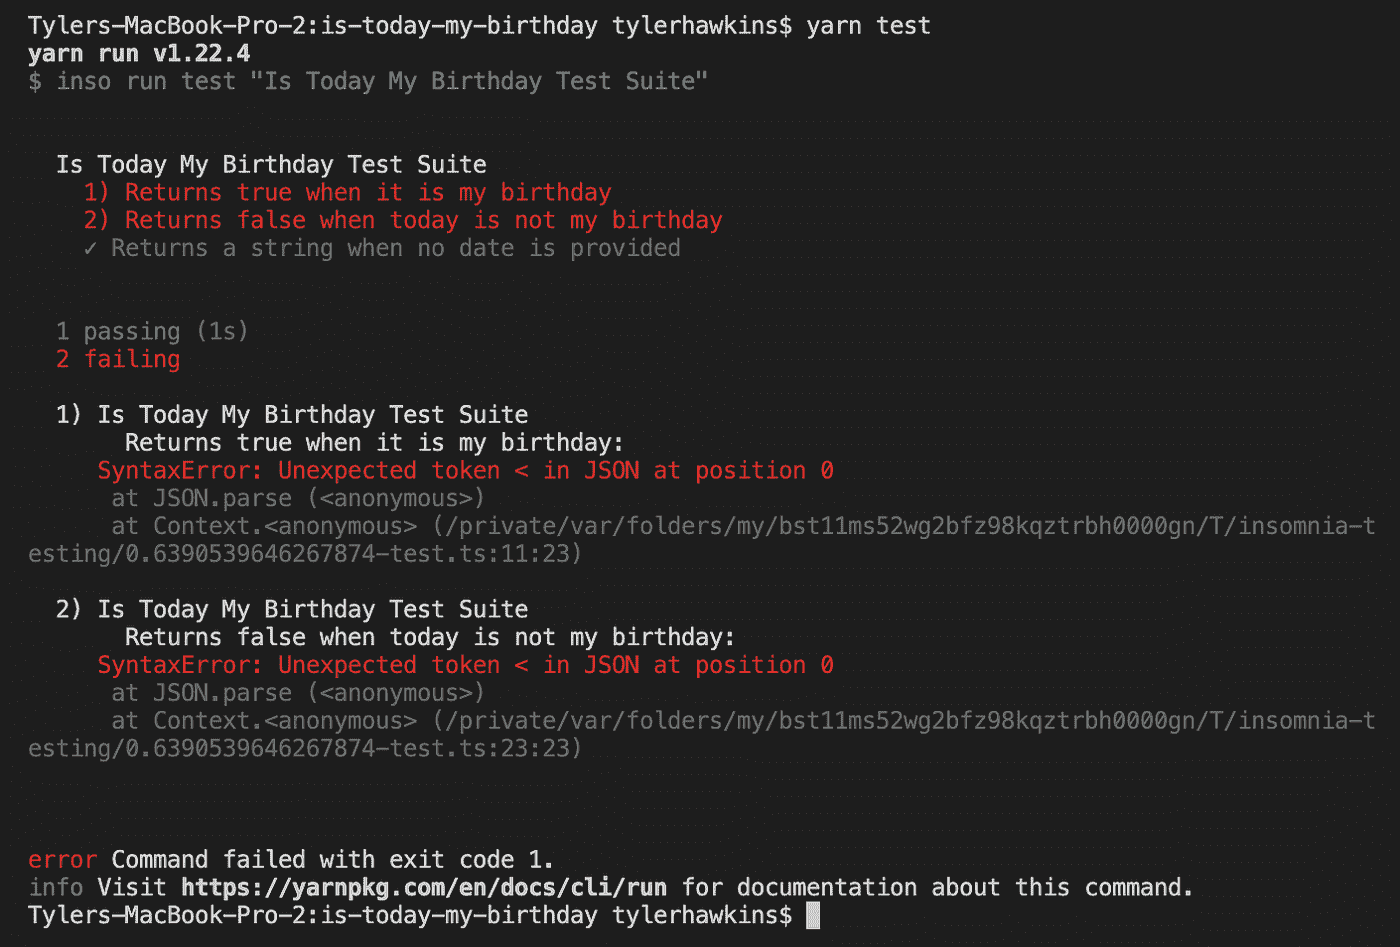 Tylers-MacBook-Pro-2:is-today-my-birthday tylerhawkins$ yarn test
yarn run v1.22.4
$ inso run test "Is Today My Birthday Test Suite"
Is Today My Birthday Test Suite
1) Returns true when it is my birthday
2) Returns false when today is not my birthday
✓ Returns a string when no date is provided
1 passing (1s)
2 failing
1) Is Today My Birthday Test Suite
Returns true when it is my birthday:
SyntaxError: Unexpected token < in JSON at position 0
at JSON.parse (<anonymous>)
at Context.<anonymous> (/private/var/folders/my/bst11ms52wg2bfz98kqztrbh0000gn/T/insomnia-t
esting/0.6390539646267874-test.ts:11:23)
2) Is Today My Birthday Test Suite
Returns false when today is not my birthday:
SyntaxError: Unexpected token < in JSON at position 0
at JSON.parse (<anonymous>)
at Context.<anonymous> (/private/var/folders/my/bst11ms52wg2bfz98kqztrbh0000gn/T/insomnia-t
esting/0.6390539646267874-test.ts:23:23)
error Command failed with exit code 1.
info Visit https://yarnpkg.com/en/docs/cli/run for documentation about this command.
Tylers-MacBook-Pro-2:is-today-my-birthday tylerhawkins$